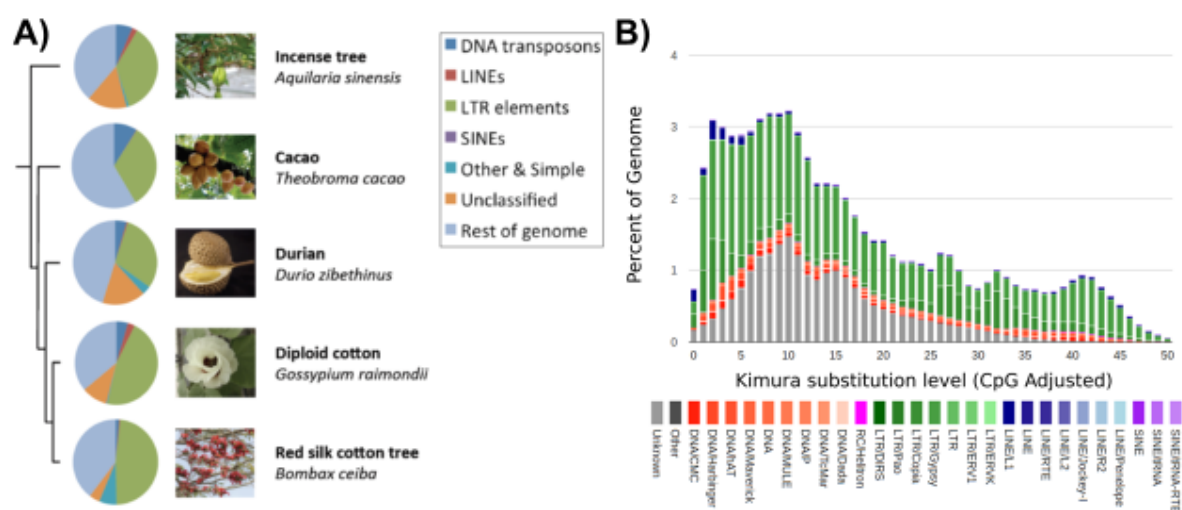 A)
Incense tree
Aquilaria sinensis
Cacao
Theobroma cacao
Durian
Durio zibethinus
Diploid cotton
Gossypium raimondii
Red silk cotton tree
Bombax ceiba
DNA transposons
LINEs
LTR elements
SINEs
Other & Simple
Unclassified
Rest of genome
B)
Percent of Genome
4
3
2
1
0
0 5 10 15 20 25 30 35 40 45 50
Kimura substitution level (CpG Adjusted)
Unknown
Other
DNA/CMC
DNA/Harbinger
DNA/hAT
DNA/Maverick
DNA
DNA/MULE
DNA/P
DNA/TcMar
DNA/Dada
RC/Helitron
LTR/DIRS
LTR/Pao
LTR/Copia
LTR/Gypsy
LTR
LTR/ERV1
LTR/ERVK
LINE/L1
LINE
LINE/RTE
LINE/L2
LINE/Jockey-I
LINE/R2
LINE/Penelope
SINE
SINE/tRNA
SINE/tRNA-RTE